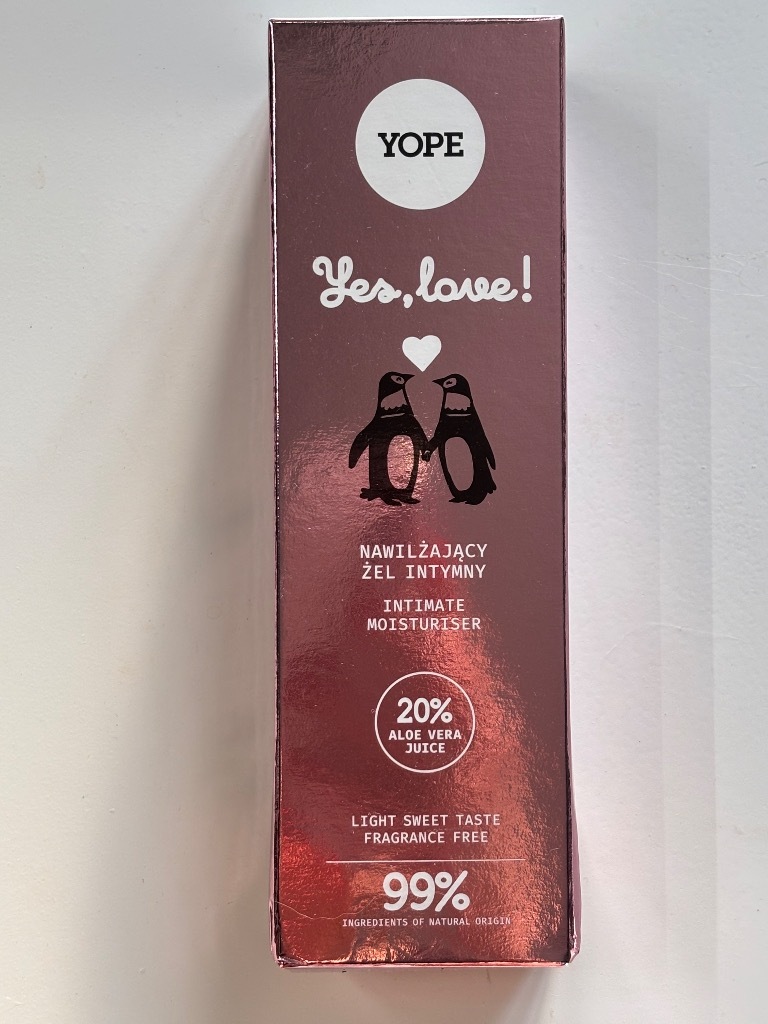 YOPE
Yes, love!
NAWILŻAJĄCY
ŻEL INTYMNY
INTIMATE
MOISTURISER
20%
ALOE VERA
JUICE
LIGHT SWEET TASTE
FRAGRANCE FREE
99%
INGREDIENTS OF NATURAL ORIGIN